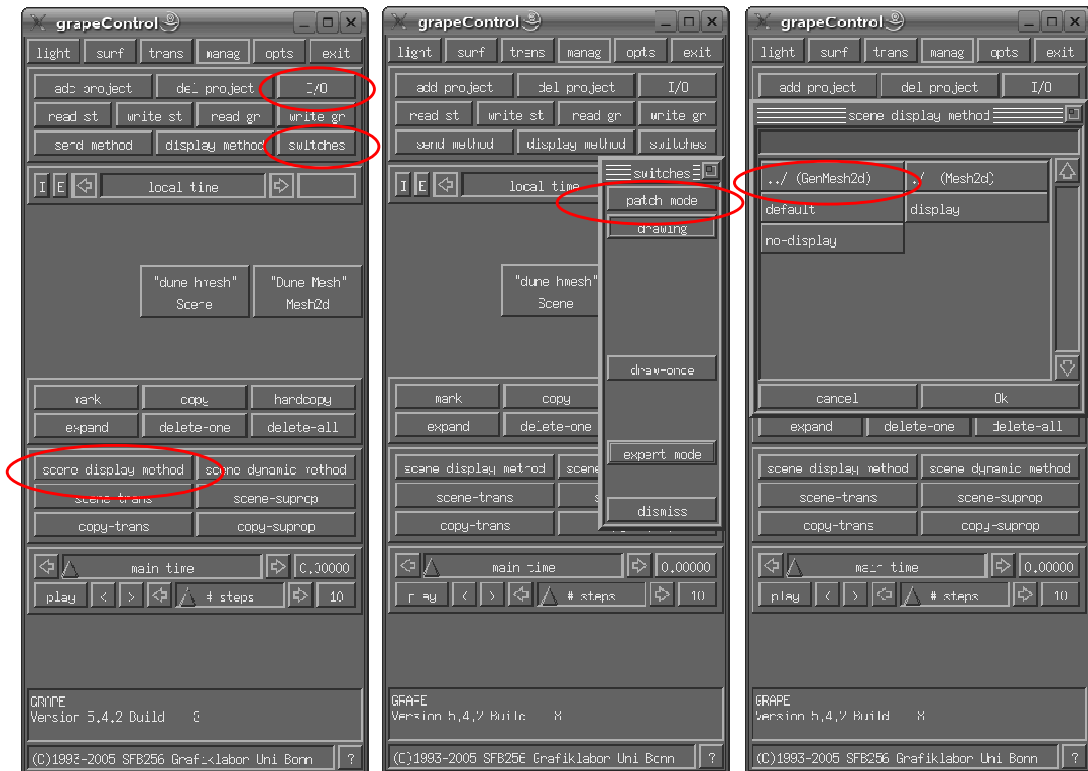 grapeControl
light surf trans manag opts exit
add project del project I/O
read st write st read gr write gr
send method display method switches
I E local time
"dune hmesh" "Dune Mesh"
Scene Mesh2d
mark copy hardcopy
expand delete-one delete-all
scene display method scene dynamic method
scene-trans scene-suprop
copy-trans copy-suprop
main time 0.00000
play < > # steps 10
GRAPE
Version 5.4.2 Build 8
(C)1993-2005 SFB256 Grafiklabor Uni Bonn ?
grapeControl
light surf trans manag opts exit
add project del project I/O
read st write st read gr write gr
send method display method switches
I E local time
"dune hmesh"
Scene
mark copy
expand delete-one
scene display method scene
scene-trans s
copy-trans
switches
patch mode
drawing
draw-once
expert mode
dismiss
main time 0.00000
play < > # steps 10
GRAPE
Version 5.4.2 Build 8
(C)1993-2005 SFB256 Grafiklabor Uni Bonn ?
grapeControl
light surf trans manag opts exit
add project del project I/O
scene display method
../ (GenMesh2d) ./ (Mesh2d)
default display
no-display
cancel Ok
expand delete-one delete-all
scene display method scene dynamic method
scene-trans scene-suprop
copy-trans copy-suprop
main time 0.00000
play < > # steps 10
GRAPE
Version 5.4.2 Build 8
(C)1993-2005 SFB256 Grafiklabor Uni Bonn ?